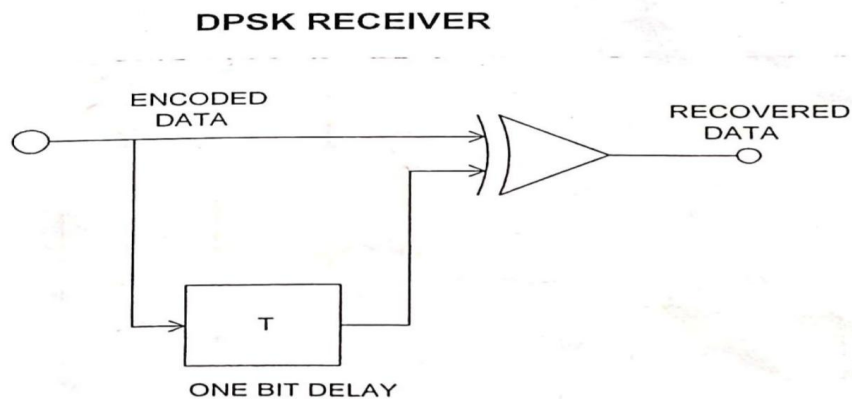 DPSK RECEIVER
ENCODED
DATA
RECOVERED
DATA
T
ONE BIT DELAY